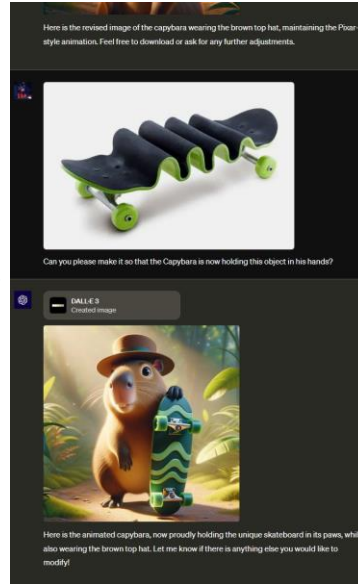 Here is the revised image of the capybara wearing the brown top hat, maintaining the Pixar-
style animation. Feel free to download or ask for any further adjustments.
Can you please make it so that the Capybara is now holding this object in his hands?
DALL·E 3
Created image
Here is the animated capybara, now proudly holding the unique skateboard in its paws, whil
also wearing the brown top hat. Let me know if there is anything else you would like to
modify!